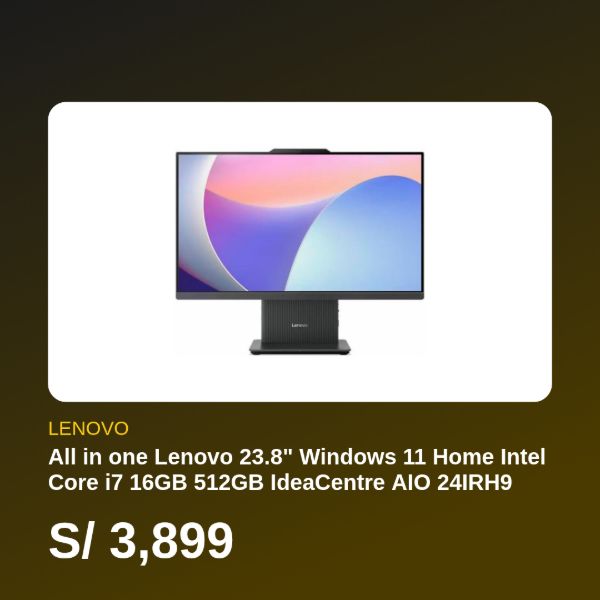 Lenovo
LENOVO
All in one Lenovo 23.8" Windows 11 Home Intel
Core i7 16GB 512GB IdeaCentre AIO 24IRH9
S/ 3,899